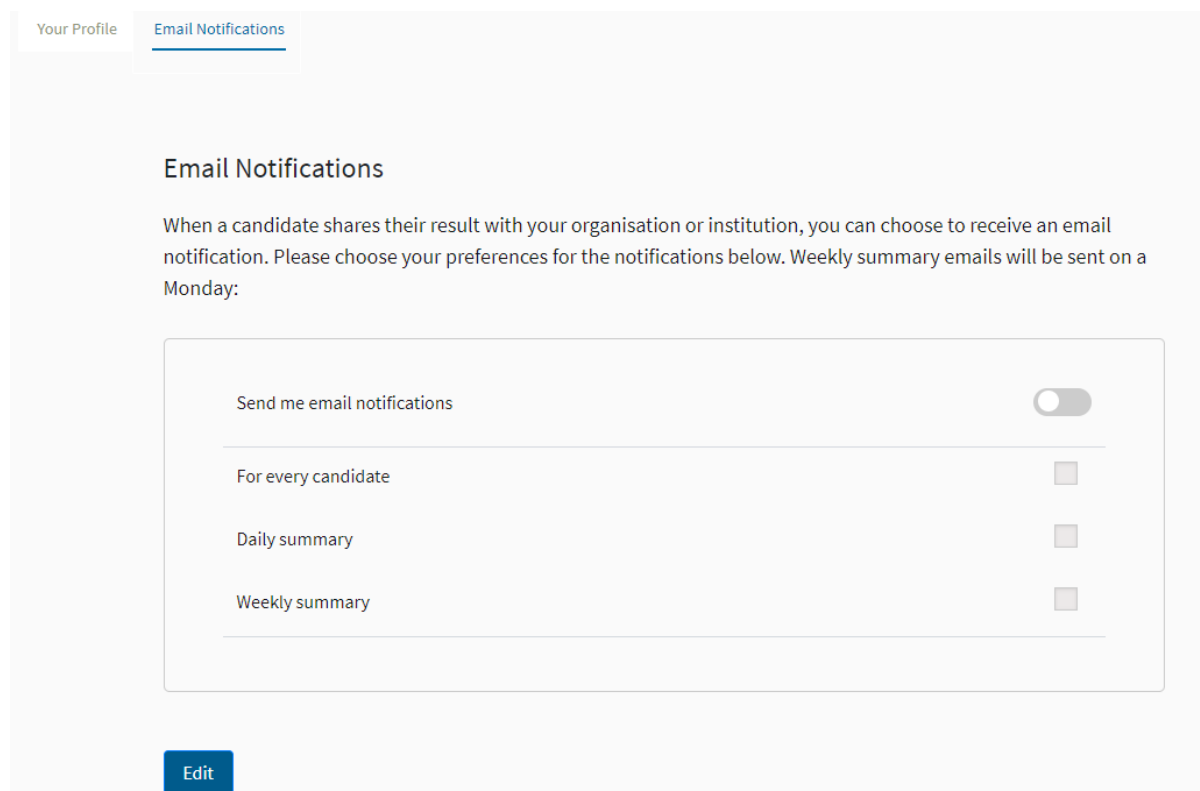 Your Profile Email Notifications
Email Notifications
When a candidate shares their result with your organisation or institution, you can choose to receive an email
notification. Please choose your preferences for the notifications below. Weekly summary emails will be sent on a
Monday:
Send me email notifications
For every candidate
Daily summary
Weekly summary
Edit